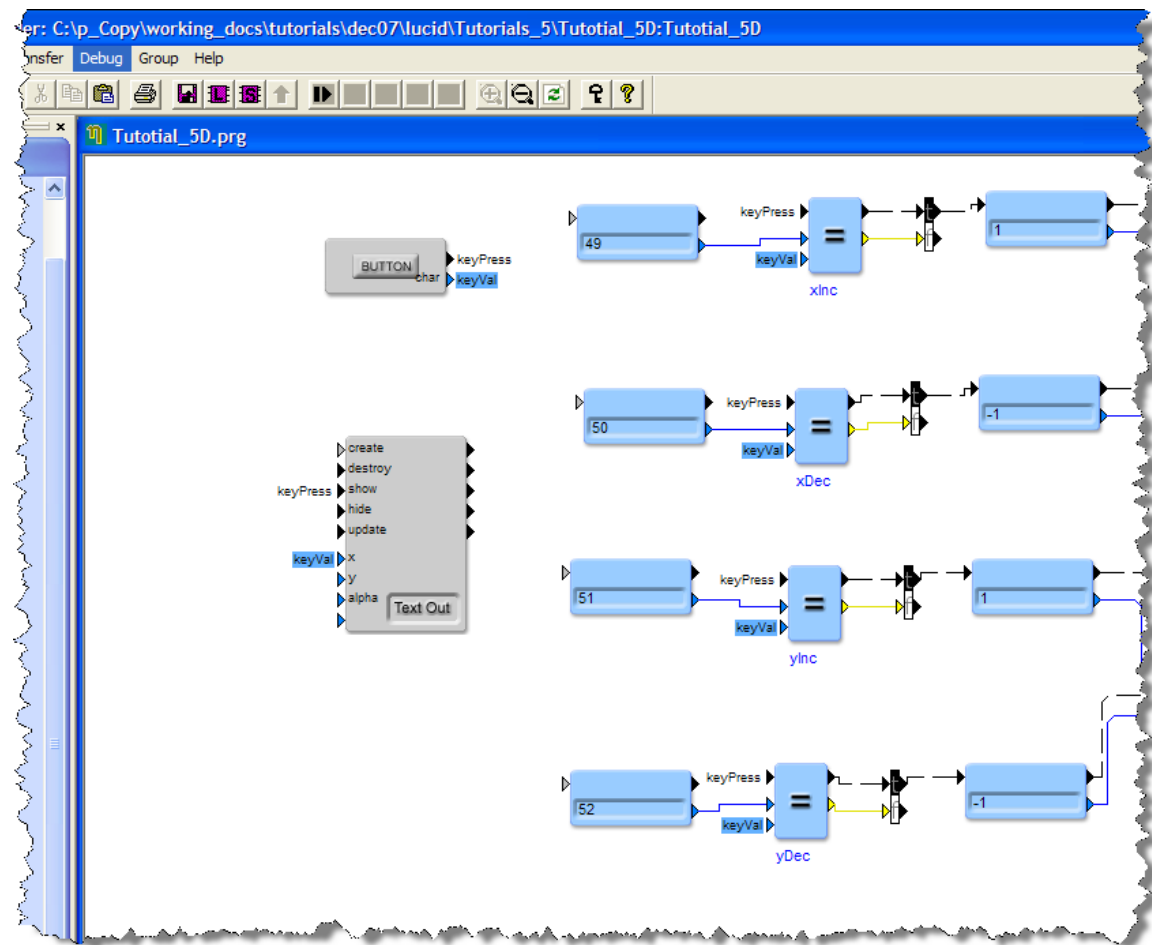 er: C:\p_Copy\working_docs\tutorials\dec07\lucid\Tutorials_5\Tutotial_5D:Tutotial_5D
nsfer Debug Group Help
Tutotial_5D.prg
BUTTON
char
keyPress
keyVal
49
keyPress
keyVal
=
xInc
1
50
keyPress
keyVal
=
xDec
-1
create
destroy
keyPress show
hide
update
keyVal x
y
alpha
Text Out
51
keyPress
keyVal
=
yInc
1
52
keyPress
keyVal
=
yDec
-1